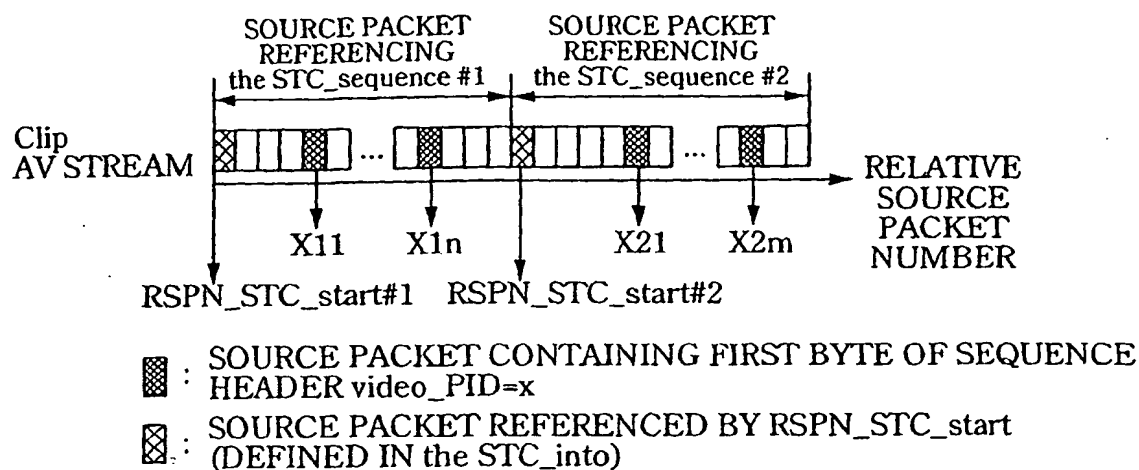 SOURCE PACKET
REFERENCING
the STC_sequence #1
SOURCE PACKET
REFERENCING
the STC_sequence #2
Clip
AV STREAM
...
...
RELATIVE
SOURCE
PACKET
NUMBER
X11
X1n
X21
X2m
RSPN_STC_start#1
RSPN_STC_start#2
: SOURCE PACKET CONTAINING FIRST BYTE OF SEQUENCE
HEADER video_PID=x
: SOURCE PACKET REFERENCED BY RSPN_STC_start
(DEFINED IN the STC_into)